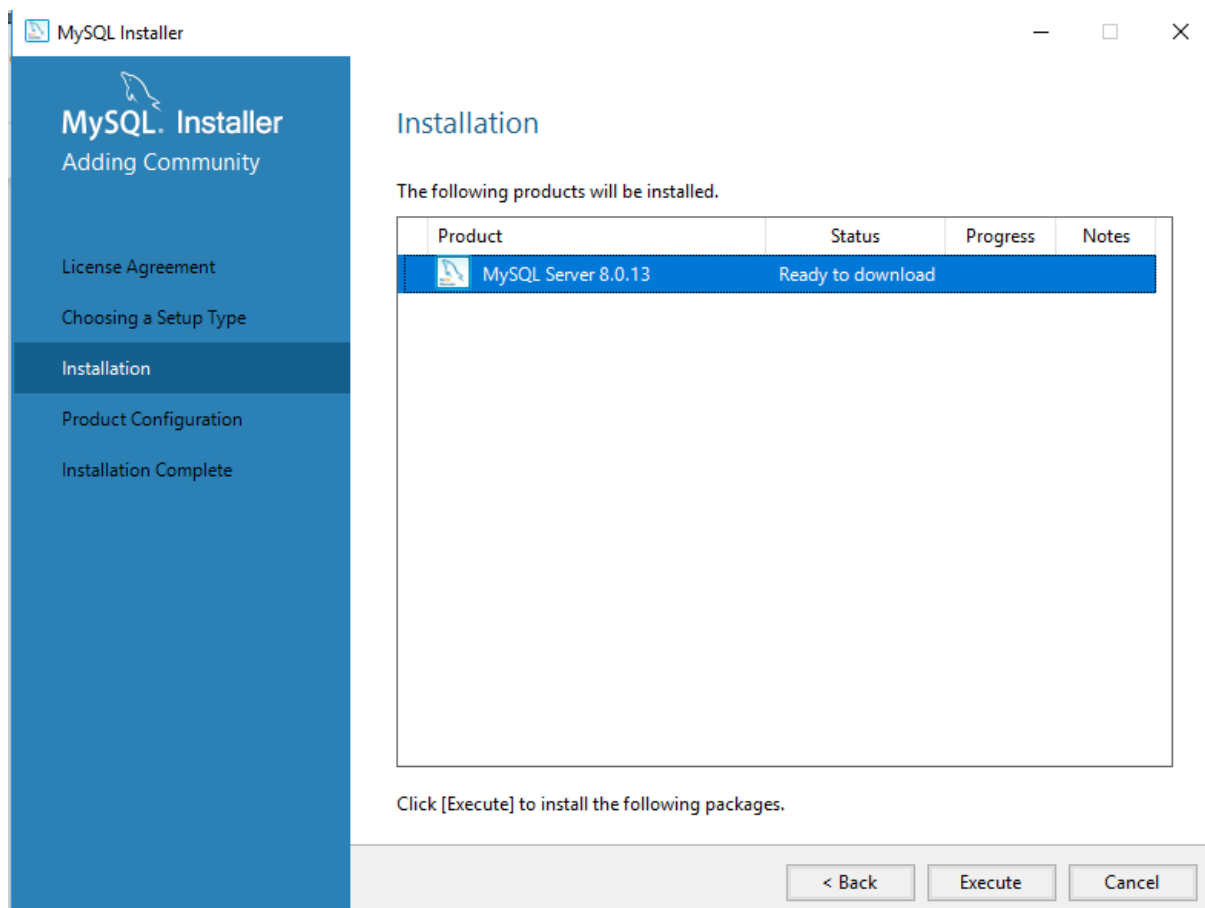 MySQL Installer
MySQL. Installer
Adding Community
License Agreement
Choosing a Setup Type
Installation
Product Configuration
Installation Complete
Installation
The following products will be installed.
Product Status Progress Notes
MySQL Server 8.0.13 Ready to download
Click [Execute] to install the following packages.
< Back Execute Cancel